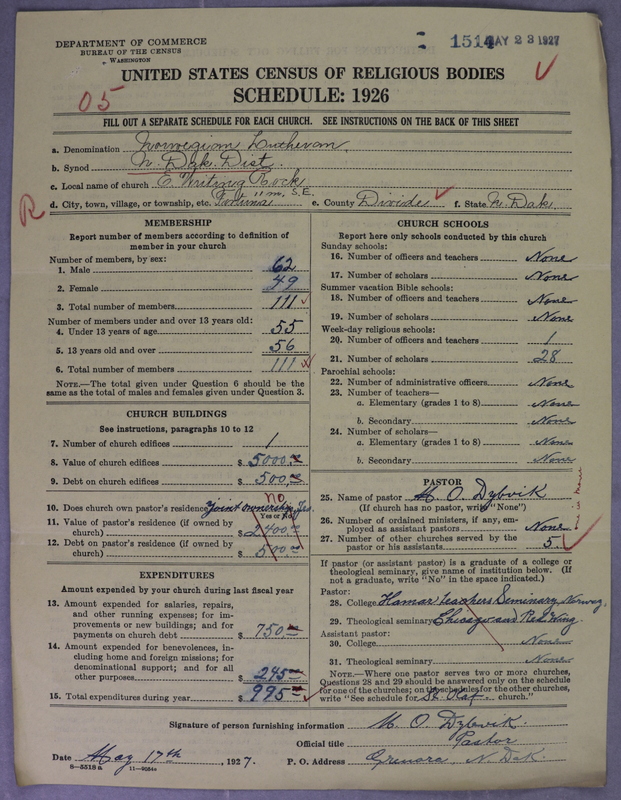 DEPARTMENT OF COMMERCE
BUREAU OF THE CENSUS
WASHINGTON
1514 MAY 23 1927
UNITED STATES CENSUS OF RELIGIOUS BODIES
SCHEDULE: 1926
05
FILL OUT A SEPARATE SCHEDULE FOR EACH CHURCH. SEE INSTRUCTIONS ON THE BACK OF THIS SHEET
a. Denomination Norwegian Lutheran
b. Synod N. Dak. Dist.
c. Local name of church E. Writing Rock
R
d. City, town, village, or township, etc. Fortuna 11 m. S.E. e. County Divide f. State N. Dak.
MEMBERSHIP
Report number of members according to definition of member in your church
Number of members, by sex:
1. Male 62
2. Female 49
3. Total number of members 111
Number of members under and over 13 years old:
4. Under 13 years of age 55
5. 13 years old and over 56
6. Total number of members 111
NOTE.—The total given under Question 6 should be the
same as the total of males and females given under Question 3.
CHURCH BUILDINGS
See instructions, paragraphs 10 to 12
7. Number of church edifices 1
8. Value of church edifices $ 5000.
9. Debt on church edifices $ 500.
no
10. Does church own pastor's residence joint ownership Yes.
Yes or No
11. Value of pastor's residence (if owned by
church) $ 2400
12. Debt on pastor's residence (if owned by
church) $ 500
EXPENDITURES
Amount expended by your church during last fiscal year
13. Amount expended for salaries, repairs,
and other running expenses; for im-
provements or new buildings; and for
payments on church debt $ 750
14. Amount expended for benevolences, in-
cluding home and foreign missions; for
denominational support; and for all
other purposes $ 245
15. Total expenditures during year $ 995
CHURCH SCHOOLS
Report here only schools conducted by this church
Sunday schools:
16. Number of officers and teachers None
17. Number of scholars None
Summer vacation Bible schools:
18. Number of officers and teachers None
19. Number of scholars None
Week-day religious schools:
20. Number of officers and teachers 1
21. Number of scholars 28
Parochial schools:
22. Number of administrative officers None
23. Number of teachers—
a. Elementary (grades 1 to 8) None
b. Secondary None
24. Number of scholars—
a. Elementary (grades 1 to 8) None
b. Secondary None
PASTOR
25. Name of pastor M. O. Dybvik
(If church has no pastor, write "None")
26. Number of ordained ministers, if any, em-
ployed as assistant pastors None
27. Number of other churches served by the
pastor or his assistants 5.
If pastor (or assistant pastor) is a graduate of a college or
theological seminary, give name of institution below. (If
not a graduate, write "No" in the space indicated.)
Pastor:
28. College Hamar Teachers Seminary, Norway.
29. Theological seminary Chicago and Red Wing.
Assistant pastor:
30. College None
31. Theological seminary None
NOTE.—Where one pastor serves two or more churches,
Questions 28 and 29 should be answered only on the schedule
for one of the churches; on the schedules for the other churches,
write "See schedule for St. Olaf church."
Signature of person furnishing information M. O. Dybvik.
Official title Pastor
Date May 17th, 1927. P. O. Address Grenora, N. Dak.
8—5518 a 11—9554a